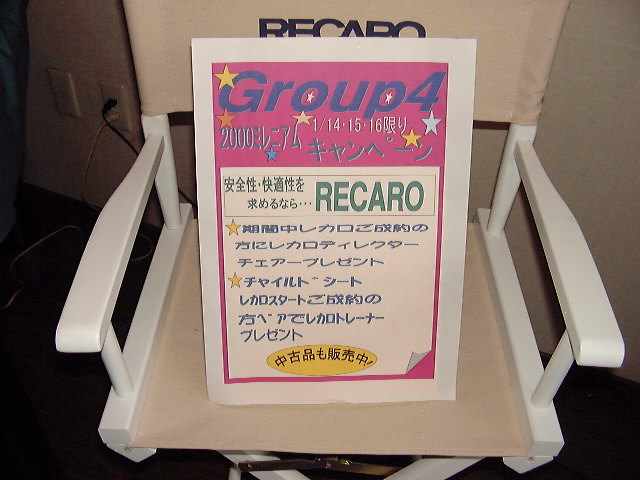 RECARO
Group4
2000ミレニアム 1/14・15・16限り
キャンペーン
安全性・快適性を
求めるなら・・・ RECARO
期間中レカロご成約の
方にレカロディレクター
チェアープレゼント
チャイルドシート
レカロスタートご成約の
方ペアでレカロトレーナー
プレゼント
中古品も販売中!